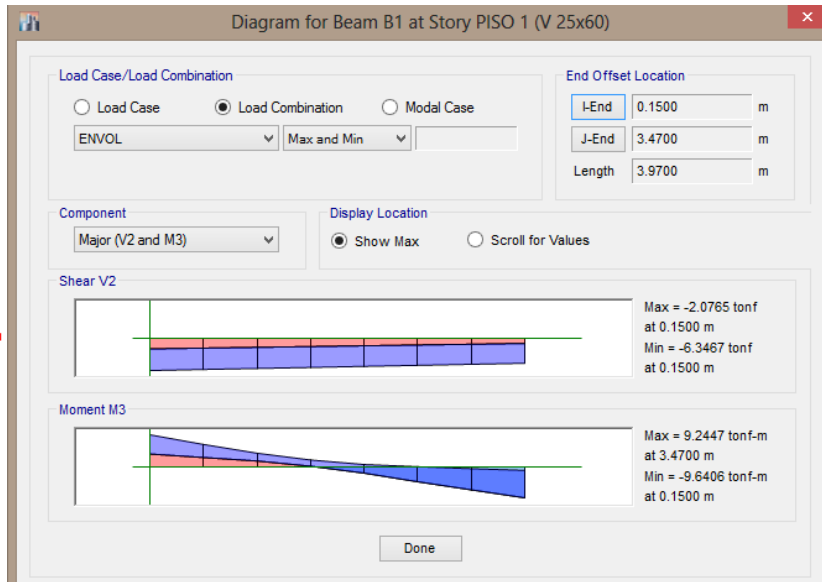 Diagram for Beam B1 at Story PISO 1 (V 25x60)
Load Case/Load Combination
Load Case
Load Combination
Modal Case
ENVOL
Max and Min
End Offset Location
I-End 0.1500 m
J-End 3.4700 m
Length 3.9700 m
Component
Major (V2 and M3)
Display Location
Show Max
Scroll for Values
Shear V2
Max = -2.0765 tonf
at 0.1500 m
Min = -6.3467 tonf
at 0.1500 m
Moment M3
Max = 9.2447 tonf-m
at 3.4700 m
Min = -9.6406 tonf-m
at 0.1500 m
Done